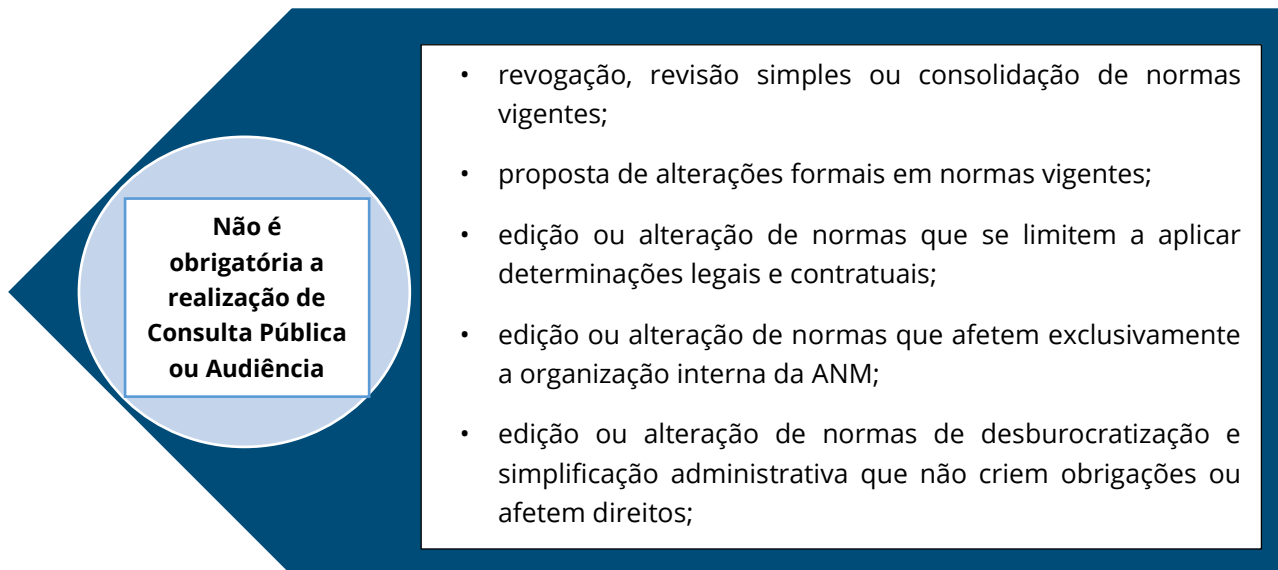 Não é
obrigatória a
realização de
Consulta Pública
ou Audiência
• revogação, revisão simples ou consolidação de normas
vigentes;
• proposta de alterações formais em normas vigentes;
• edição ou alteração de normas que se limitem a aplicar
determinações legais e contratuais;
• edição ou alteração de normas que afetem exclusivamente
a organização interna da ANM;
• edição ou alteração de normas de desburocratização e
simplificação administrativa que não criem obrigações ou
afetem direitos;